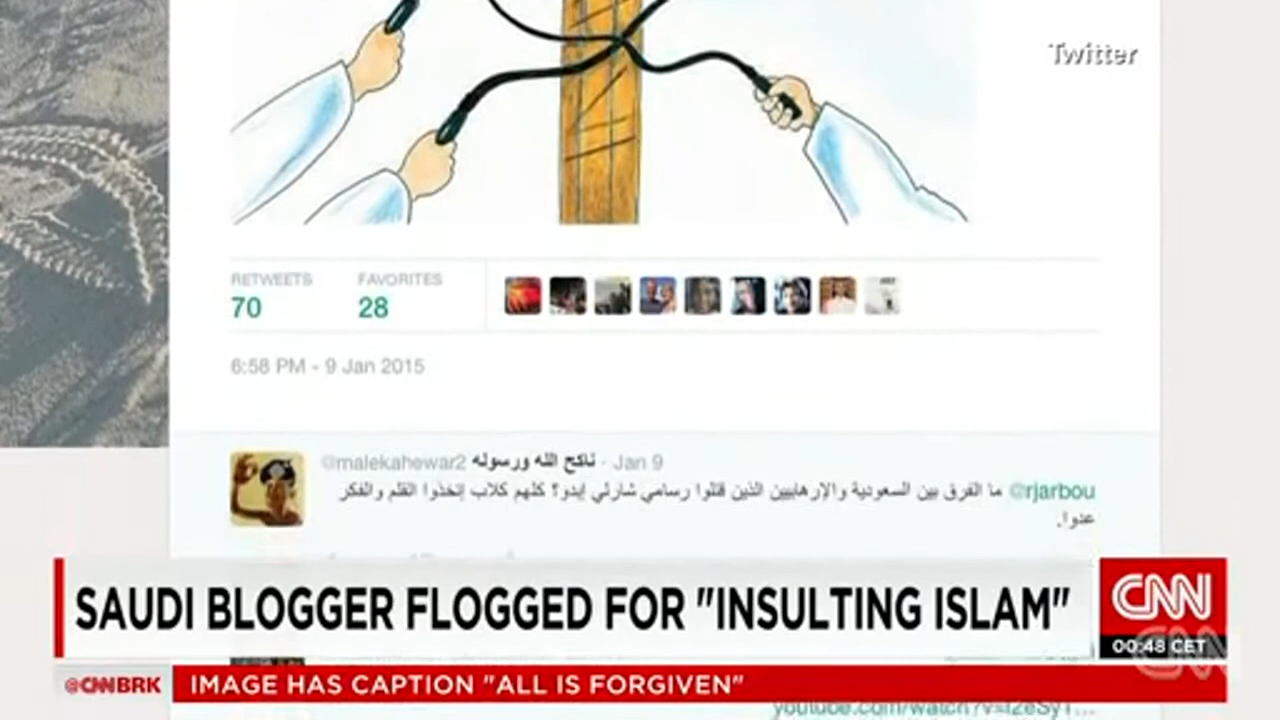 Twitter
RETWEETS FAVORITES
70 28
6:58 PM - 9 Jan 2015
@malekahewar2 ناكح الله ورسوله · Jan 9
@rjarbou ما الفرق بين السعودية والإرهابيين الذين قتلوا رسامي شارلي إبدو؟ كلهم كلاب إتخذوا القلم والفكر
عدوا.
SAUDI BLOGGER FLOGGED FOR "INSULTING ISLAM"
CNN
00:48 CET
CNN
@CNNBRK IMAGE HAS CAPTION "ALL IS FORGIVEN"